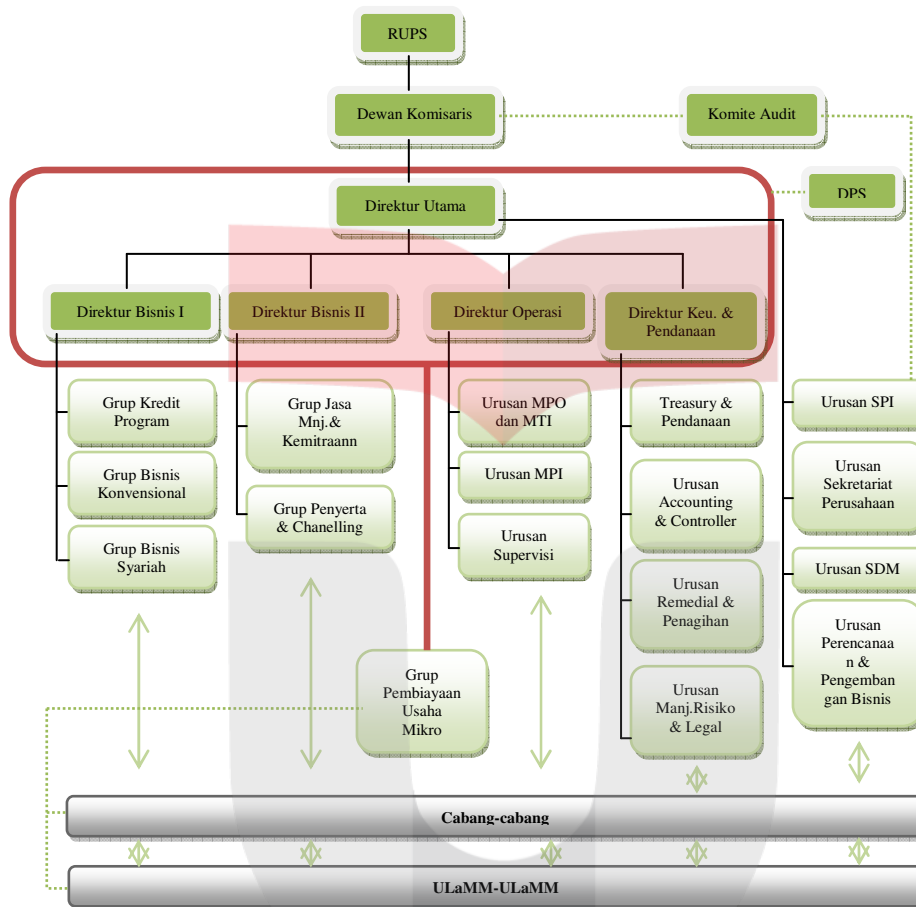 RUPS
Dewan Komisaris
Komite Audit
DPS
Direktur Utama
Direktur Bisnis I
Direktur Bisnis II
Direktur Operasi
Direktur Keu. &
Pendanaan
Grup Kredit
Program
Grup Bisnis
Konvensional
Grup Bisnis
Syariah
Grup Jasa
Mnj.&
Kemitraann
Grup Penyerta
& Chanelling
Urusan MPO
dan MTI
Urusan MPI
Urusan
Supervisi
Treasury &
Pendanaan
Urusan
Accounting
& Controller
Urusan
Remedial &
Penagihan
Urusan
Manj.Risiko
& Legal
Urusan SPI
Urusan
Sekretariat
Perusahaan
Urusan SDM
Urusan
Perencanaa
n &
Pengemban
gan Bisnis
Grup
Pembiayaan
Usaha
Mikro
Cabang-cabang
ULaMM-ULaMM